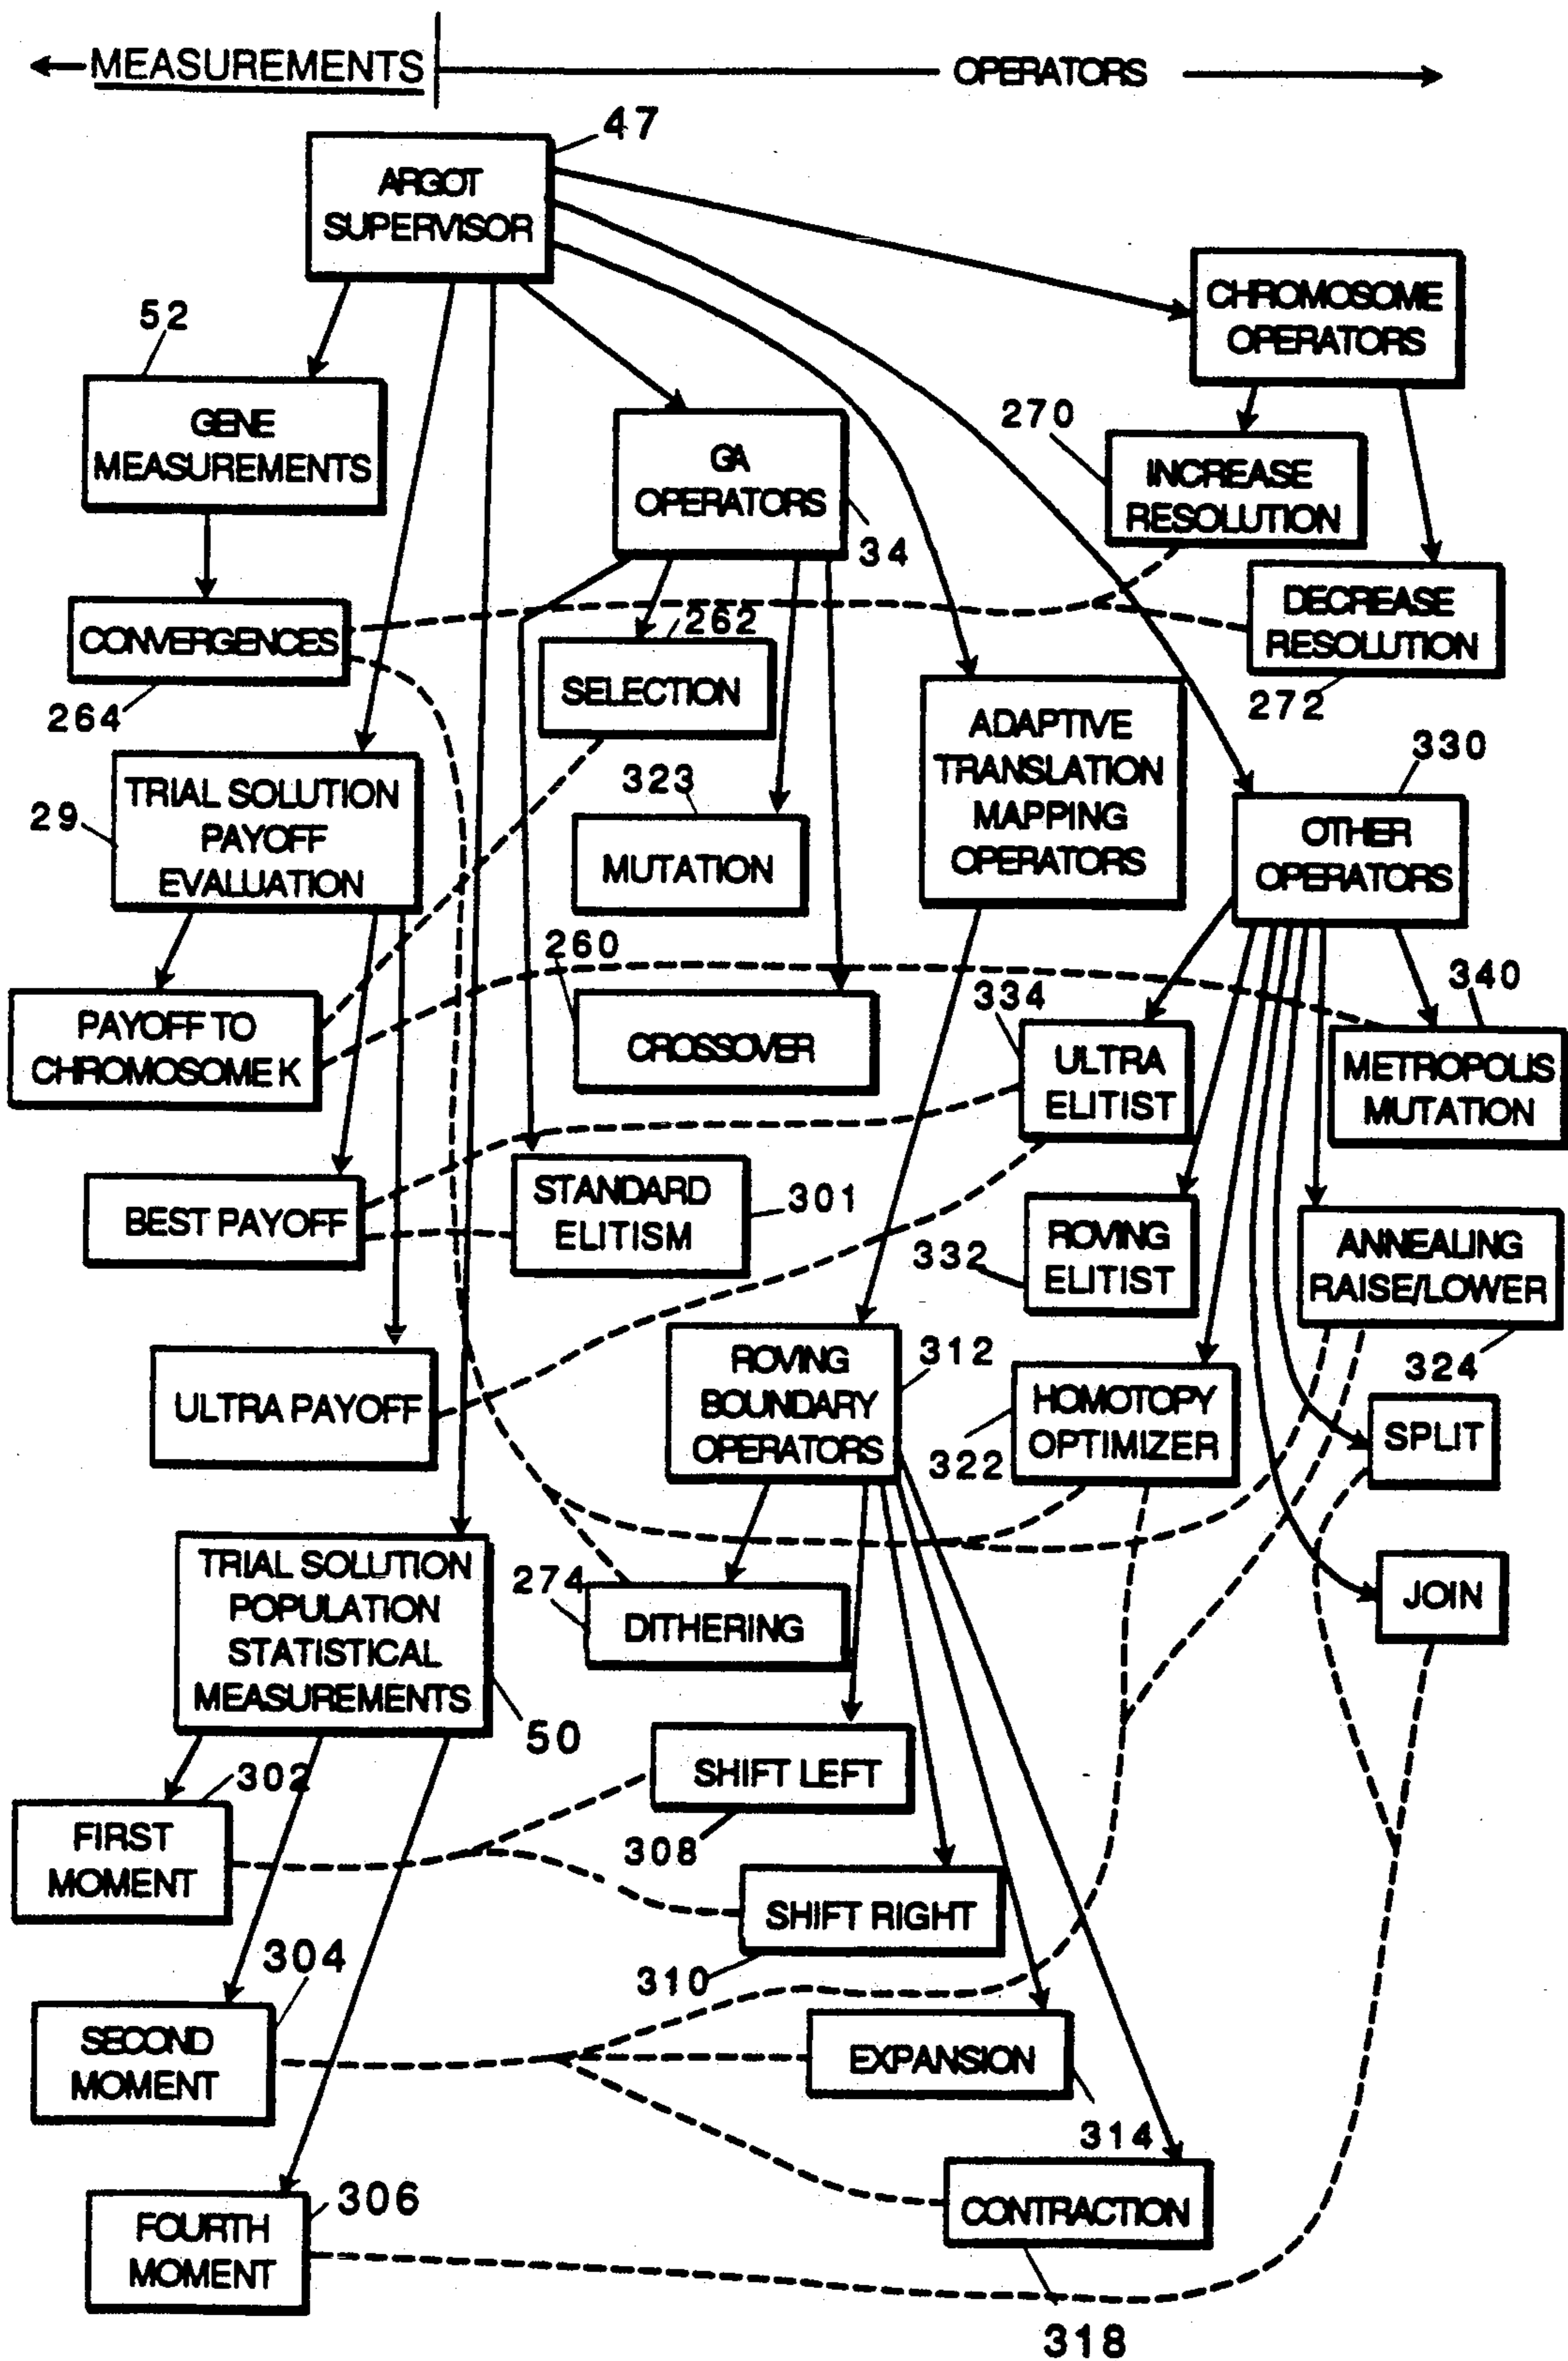 MEASUREMENTS
OPERATORS
47
ARGOT
SUPERVISOR
CHROMOSOME
OPERATORS
52
GENE
MEASUREMENTS
GA
OPERATORS
34
270
INCREASE
RESOLUTION
DECREASE
RESOLUTION
272
CONVERGENCES
264
262
SELECTION
ADAPTIVE
TRANSLATION
MAPPING
OPERATORS
330
OTHER
OPERATORS
29
TRIAL SOLUTION
PAYOFF
EVALUATION
323
MUTATION
260
CROSSOVER
PAYOFF TO
CHROMOSOME K
334
ULTRA
ELITIST
340
METROPOLIS
MUTATION
BEST PAYOFF
STANDARD
ELITISM
301
332
ROVING
ELITIST
ANNEALING
RAISE/LOWER
324
ULTRA PAYOFF
ROVING
BOUNDARY
OPERATORS
312
322
HOMOTOPY
OPTIMIZER
SPLIT
JOIN
TRIAL SOLUTION
POPULATION
STATISTICAL
MEASUREMENTS
50
274
DITHERING
SHIFT LEFT
308
302
FIRST
MOMENT
SHIFT RIGHT
310
304
SECOND
MOMENT
EXPANSION
314
306
FOURTH
MOMENT
CONTRACTION
318